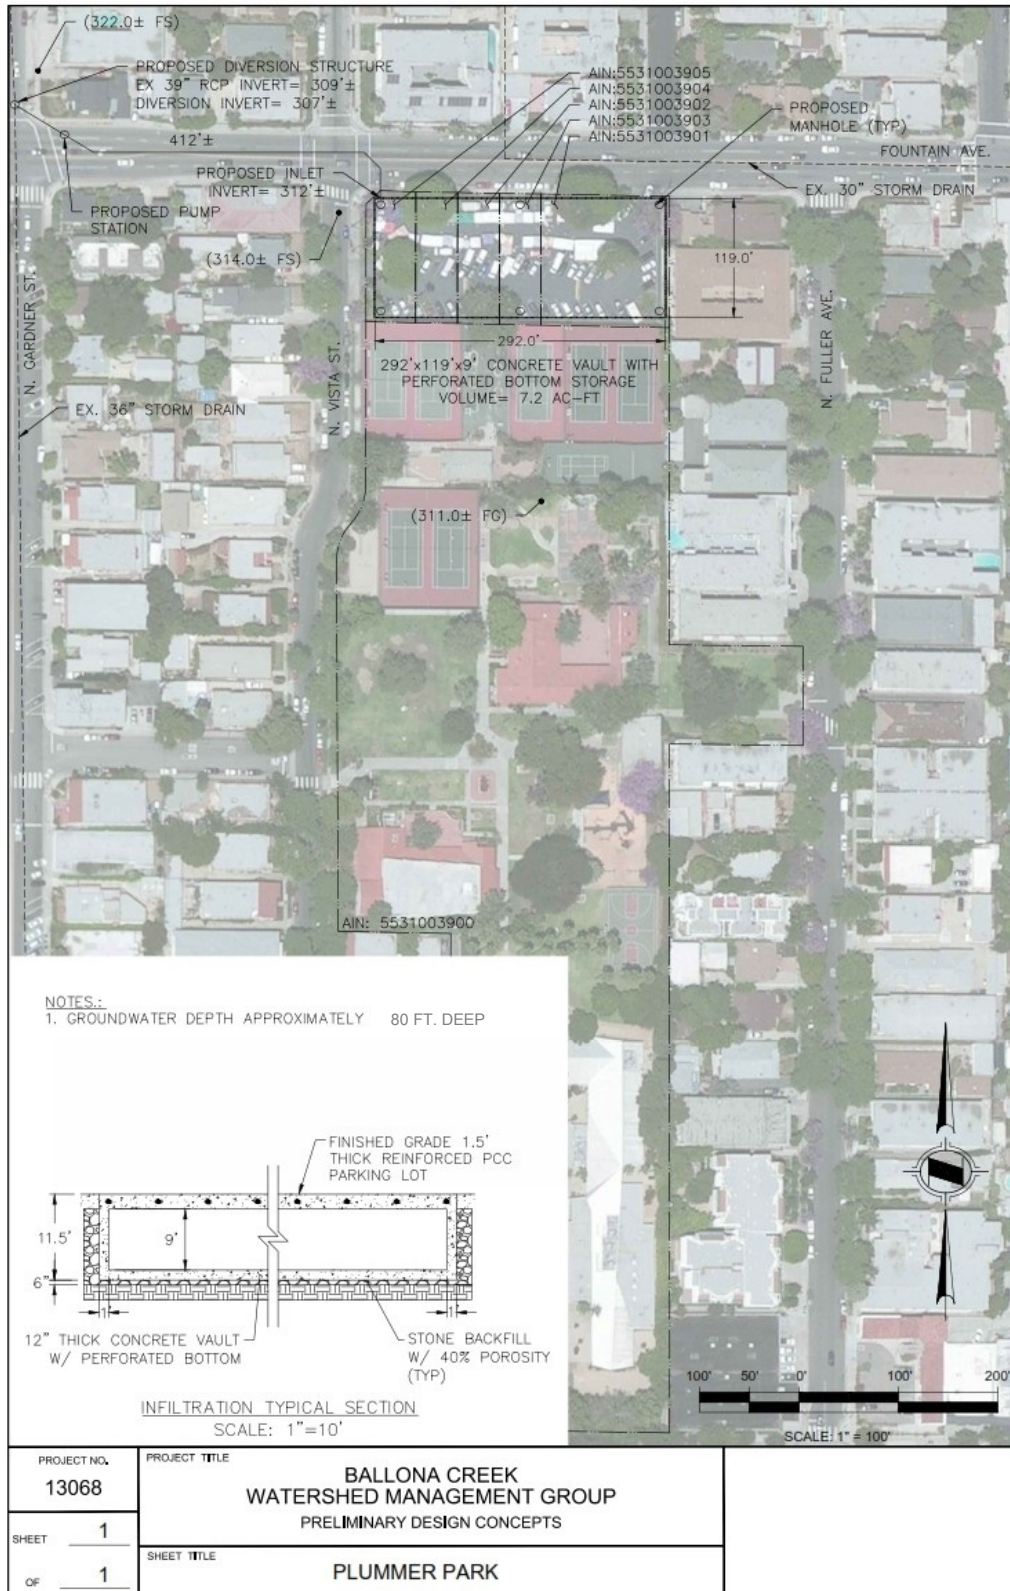 (322.0± FS)
PROPOSED DIVERSION STRUCTURE
EX 39" RCP INVERT= 309'±
DIVERSION INVERT= 307'±
412'±
AIN:5531003905
AIN:5531003904
AIN:5531003902
AIN:5531003903
AIN:5531003901
PROPOSED
MANHOLE (TYP)
FOUNTAIN AVE.
PROPOSED INLET
INVERT= 312'±
EX. 30" STORM DRAIN
PROPOSED PUMP
STATION
(314.0± FS)
119.0'
N. GARDNER ST.
N. VISTA ST.
N. FULLER AVE.
292.0'
292'x119'x9' CONCRETE VAULT WITH
PERFORATED BOTTOM STORAGE
VOLUME= 7.2 AC-FT
EX. 36" STORM DRAIN
(311.0± FG)
AIN: 5531003900
NOTES.:
1. GROUNDWATER DEPTH APPROXIMATELY 80 FT. DEEP
FINISHED GRADE 1.5'
THICK REINFORCED PCC
PARKING LOT
11.5'
9'
6"
1'
1'
12" THICK CONCRETE VAULT
W/ PERFORATED BOTTOM
STONE BACKFILL
W/ 40% POROSITY
(TYP)
INFILTRATION TYPICAL SECTION
SCALE: 1"=10'
100' 50' 0' 100' 200'
SCALE: 1" = 100'
PROJECT NO.
13068
PROJECT TITLE
BALLONA CREEK
WATERSHED MANAGEMENT GROUP
PRELIMINARY DESIGN CONCEPTS
SHEET 1
OF 1
SHEET TITLE
PLUMMER PARK